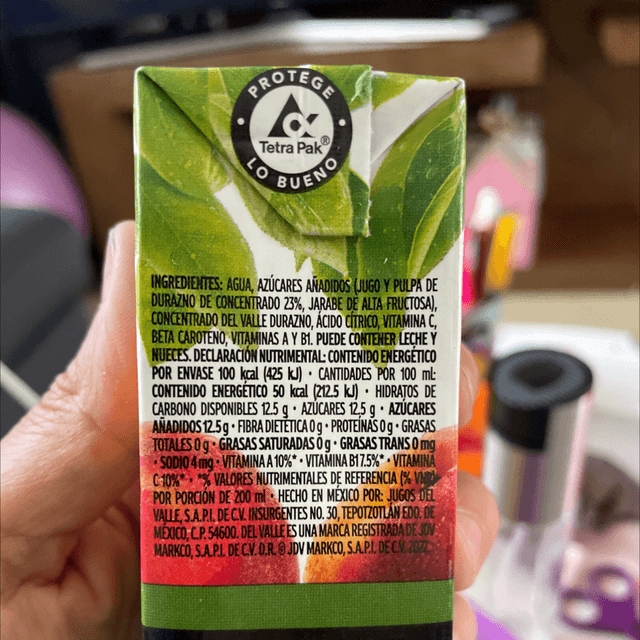 PROTEGE
Tetra Pak®
LO BUENO
INGREDIENTES: AGUA, AZÚCARES AÑADIDOS (JUGO Y PULPA DE
DURAZNO DE CONCENTRADO 23%, JARABE DE ALTA FRUCTOSA),
CONCENTRADO DEL VALLE DURAZNO, ÁCIDO CÍTRICO, VITAMINA C,
BETA CAROTENO, VITAMINAS A Y B1. PUEDE CONTENER LECHE Y
NUECES. DECLARACIÓN NUTRIMENTAL: CONTENIDO ENERGÉTICO
POR ENVASE 100 kcal (425 kJ) • CANTIDADES POR 100 ml:
CONTENIDO ENERGÉTICO 50 kcal (212.5 kJ) • HIDRATOS DE
CARBONO DISPONIBLES 12.5 g • AZÚCARES 12,5 g • AZÚCARES
AÑADIDOS 12.5 g • FIBRA DIETÉTICA 0 g • PROTEÍNAS 0 g • GRASAS
TOTALES 0 g • GRASAS SATURADAS 0 g • GRASAS TRANS 0 mg
• SODIO 4 mg • VITAMINA A 10%* • VITAMINA B1 7.5%* • VITAMINA
C 10%* • *% VALORES NUTRIMENTALES DE REFERENCIA (% VNR)
POR PORCIÓN DE 200 ml • HECHO EN MÉXICO POR: JUGOS DEL
VALLE, S.A.P.I. DE C.V. INSURGENTES NO. 30, TEPOTZOTLÁN EDO. DE
MÉXICO, C.P. 54600. DEL VALLE ES UNA MARCA REGISTRADA DE JDV
MARKCO, S.A.P.I. DE C.V. D.R. © JDV MARKCO, S.A.P.I. DE C.V. 2022